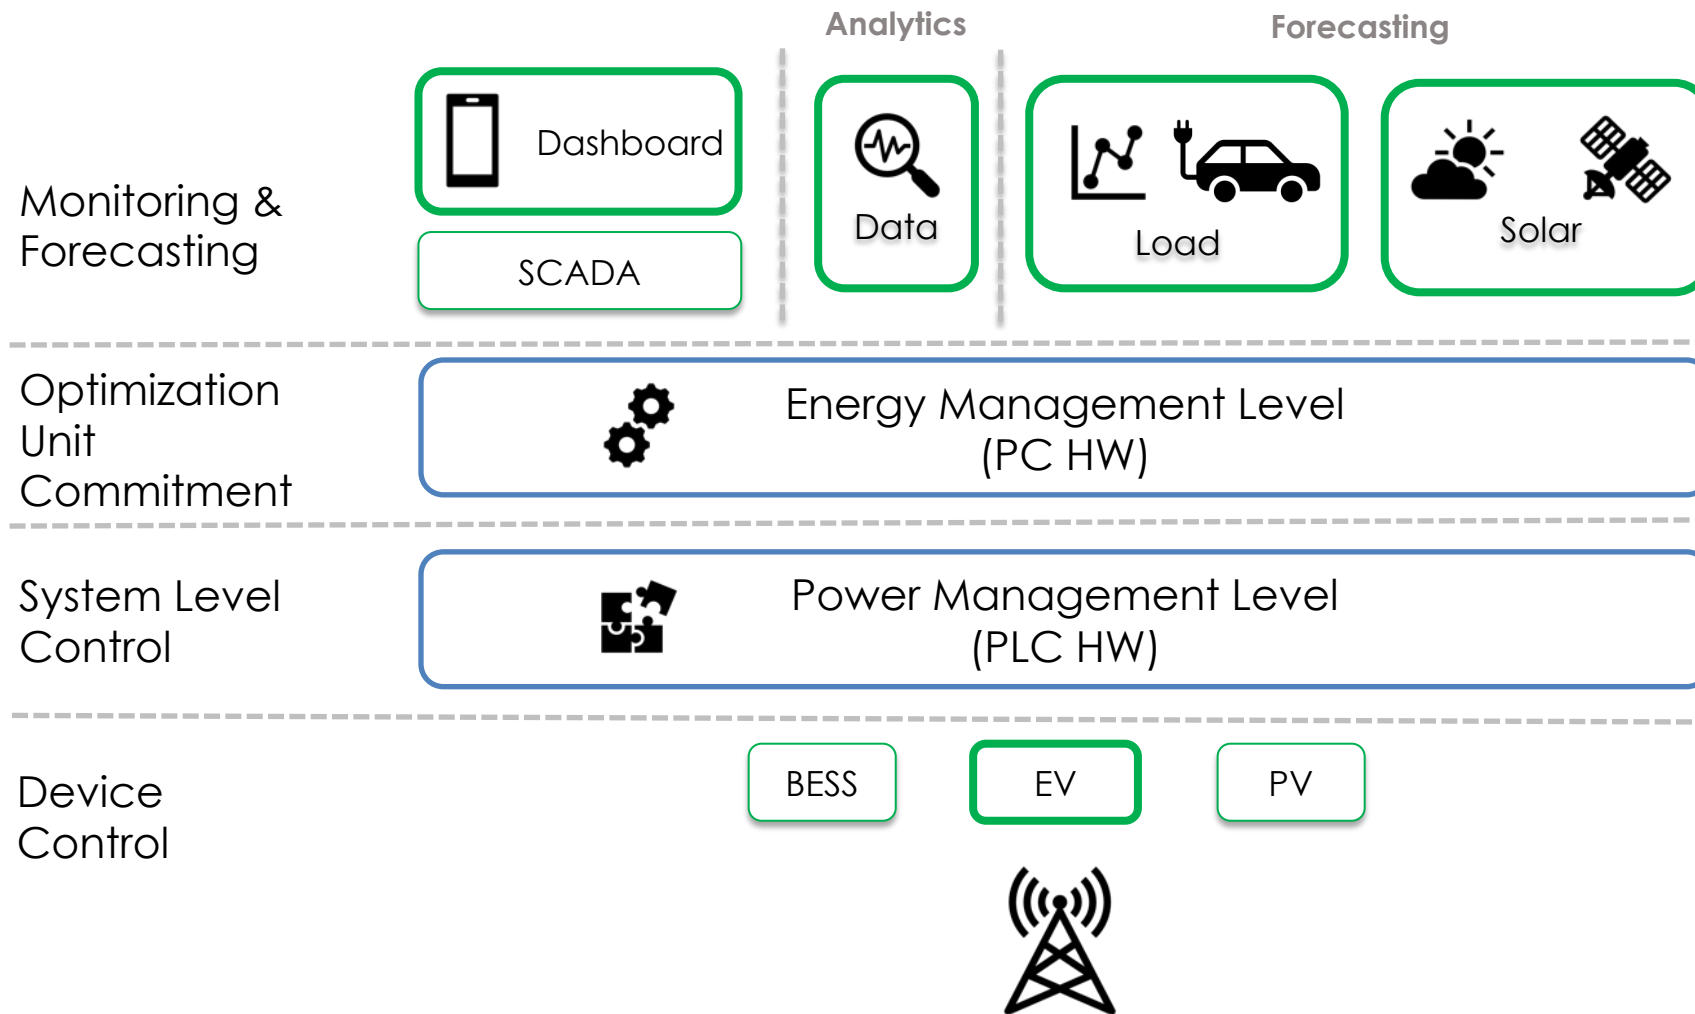 Analytics
Forecasting
Monitoring &
Forecasting
Dashboard
SCADA
Data
Load
Solar
Optimization
Unit
Commitment
Energy Management Level
(PC HW)
System Level
Control
Power Management Level
(PLC HW)
Device
Control
BESS
EV
PV